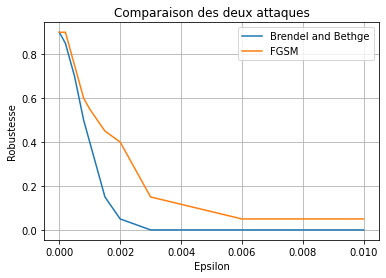 Comparaison des deux attaques
Brendel and Bethge
FGSM
Robustesse
0.8
0.6
0.4
0.2
0.0
0.000 0.002 0.004 0.006 0.008 0.010
Epsilon